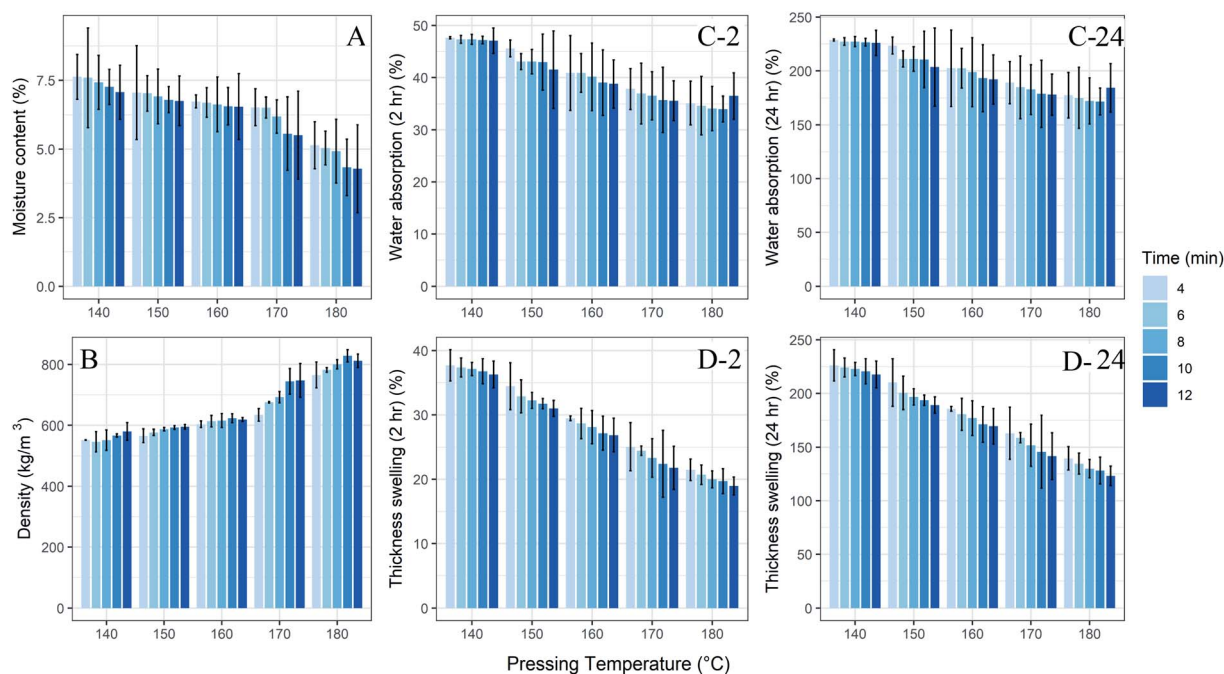 A
Moisture content (%)
7.5
5.0
2.5
0.0
140 150 160 170 180
C-2
Water absorption (2 hr) (%)
50
40
30
20
10
0
140 150 160 170 180
C-24
Water absorption (24 hr) (%)
250
200
150
100
50
0
140 150 160 170 180
B
Density (kg/m³)
800
600
400
200
0
140 150 160 170 180
D-2
Thickness swelling (2 hr) (%)
40
30
20
10
0
140 150 160 170 180
D-24
Thickness swelling (24 hr) (%)
250
200
150
100
50
0
140 150 160 170 180
Pressing Temperature (°C)
Time (min)
4
6
8
10
12